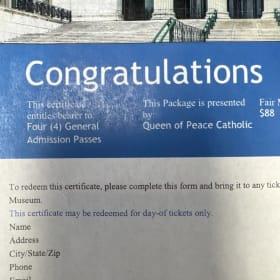 Congratulations
This certificate
entitles bearer to
Four (4) General
Admission Passes
This Package is presented
by
Queen of Peace Catholic
Fair
$88
To redeem this certificate, please complete this form and bring it to any
Museum.
This certificate may be redeemed for day-of tickets only.
Name
Address
City/State/Zip
Phone
Email